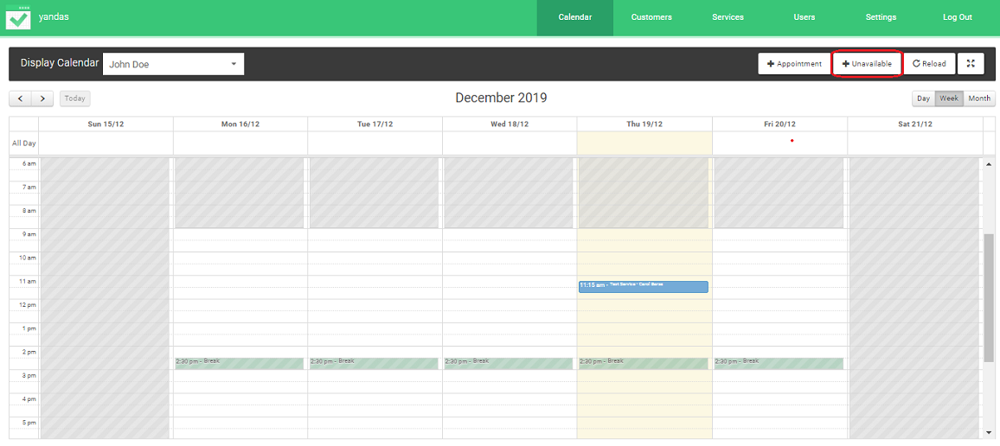 yandas
Calendar Customers Services Users Settings Log Out
Display Calendar John Doe Appointment Unavailable Reload
Today December 2019 Day Week Month
Sun 15/12 Mon 16/12 Tue 17/12 Wed 18/12 Thu 19/12 Fri 20/12 Sat 21/12
All Day
6 am
7 am
8 am
9 am
10 am
11 am
11:15 am - Test Service - Carol
12 pm
1 pm
2 pm
2:30 pm - Break 2:30 pm - Break 2:30 pm - Break 2:30 pm - Break 2:30 pm - Break
3 pm
4 pm
5 pm